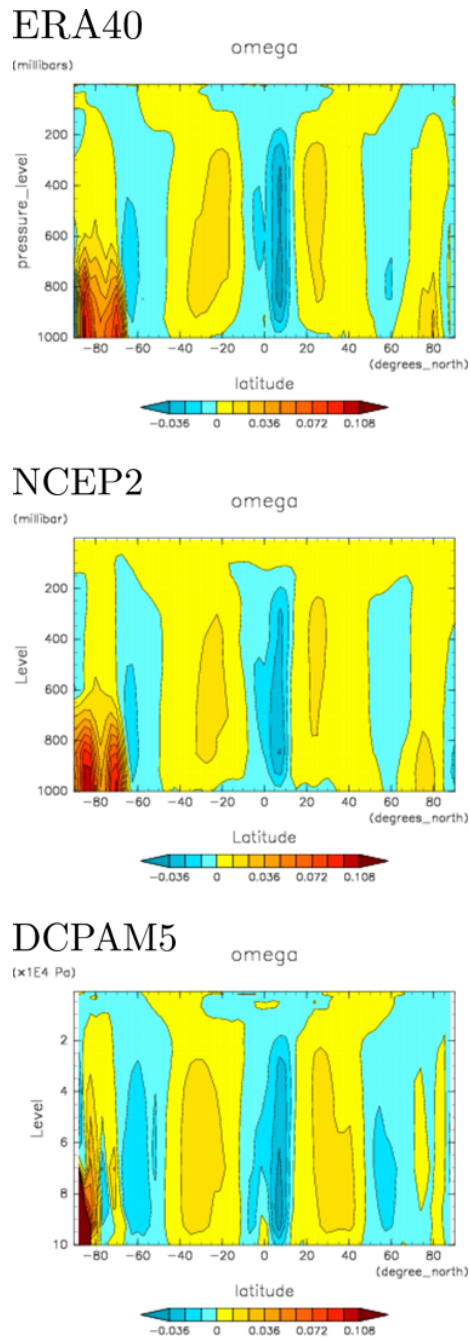 ERA40
omega
(millibars)
200
400
600
800
1000
pressure_level
-80 -60 -40 -20 0 20 40 60 80
(degrees_north)
latitude
-0.036 0 0.036 0.072 0.108
NCEP2
omega
(millibar)
200
400
600
800
1000
Level
-80 -60 -40 -20 0 20 40 60 80
(degrees_north)
Latitude
-0.036 0 0.036 0.072 0.108
DCPAM5
omega
(×1E4 Pa)
2
4
6
8
10
Level
-80 -60 -40 -20 0 20 40 60 80
(degree_north)
latitude
-0.036 0 0.036 0.072 0.108